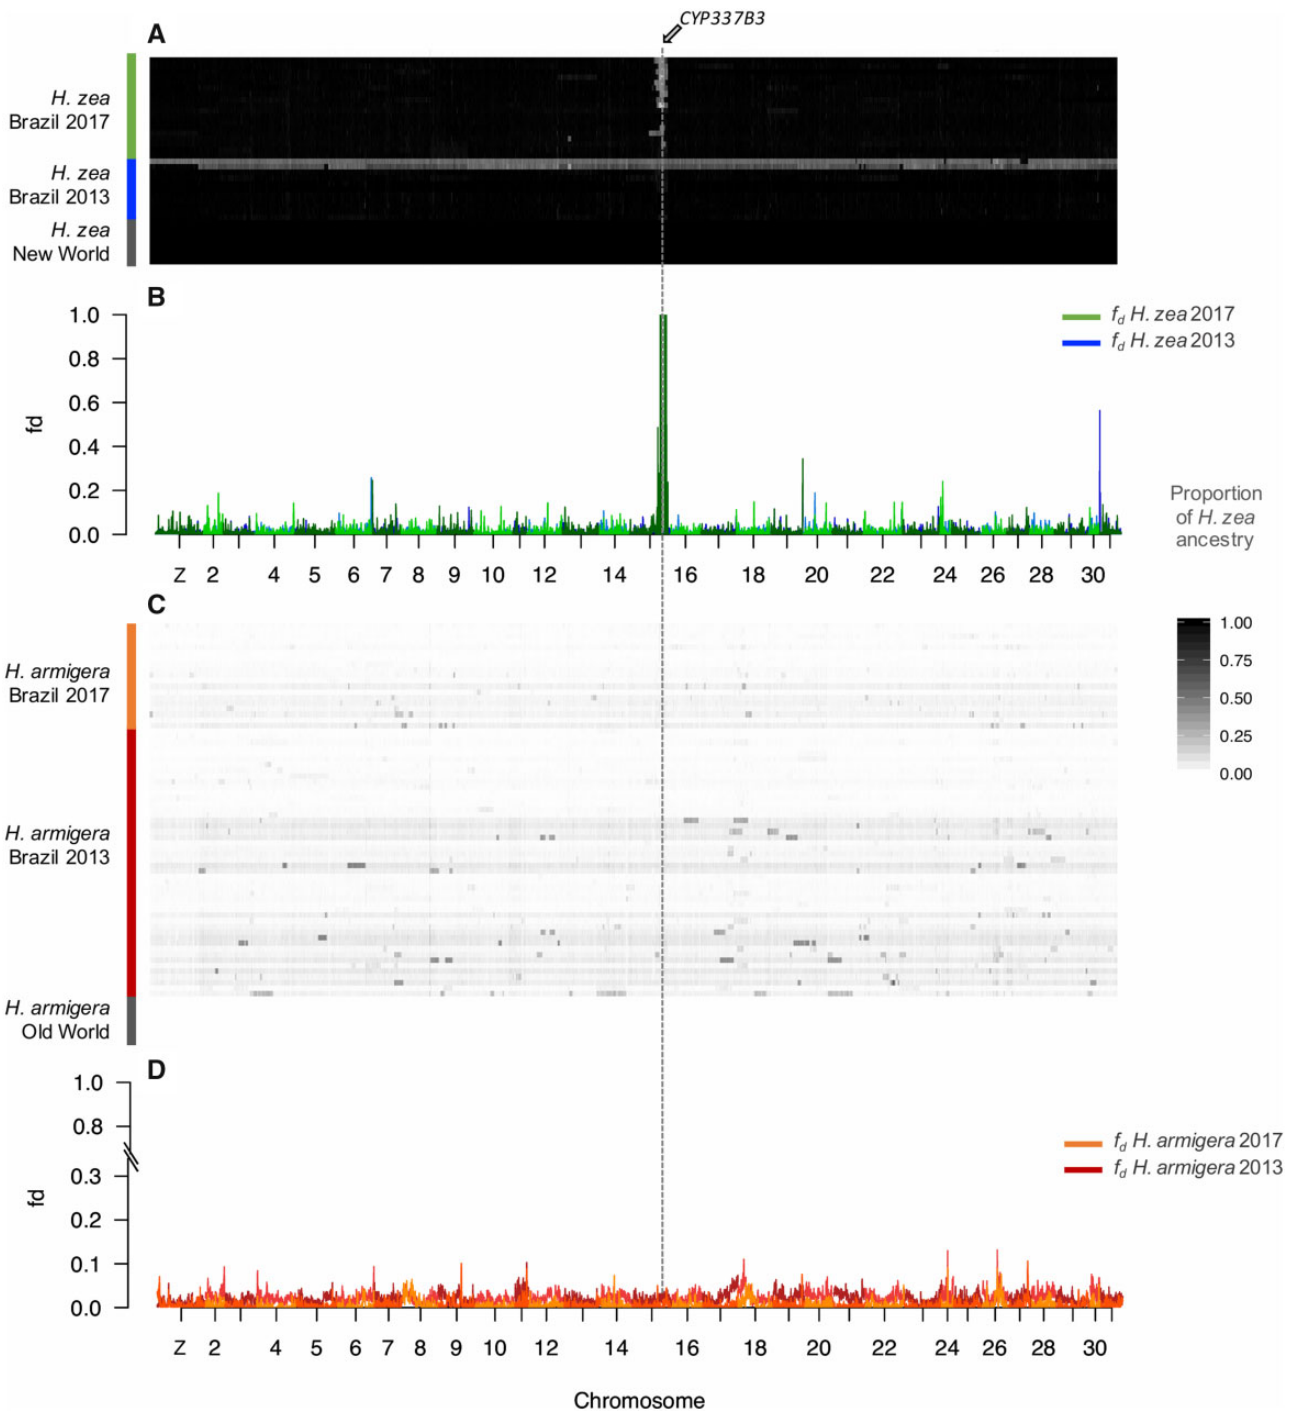 CYP337B3
A
H. zea
Brazil 2017
H. zea
Brazil 2013
H. zea
New World
B
1.0
0.8
0.6
0.4
0.2
0.0
fd
fd H. zea 2017
fd H. zea 2013
Z 2 4 5 6 7 8 9 10 12 14 16 18 20 22 24 26 28 30
Proportion
of H. zea
ancestry
1.00
0.75
0.50
0.25
0.00
C
H. armigera
Brazil 2017
H. armigera
Brazil 2013
H. armigera
Old World
D
1.0
0.8
0.3
0.2
0.1
0.0
fd
fd H. armigera 2017
fd H. armigera 2013
Z 2 4 5 6 7 8 9 10 12 14 16 18 20 22 24 26 28 30
Chromosome